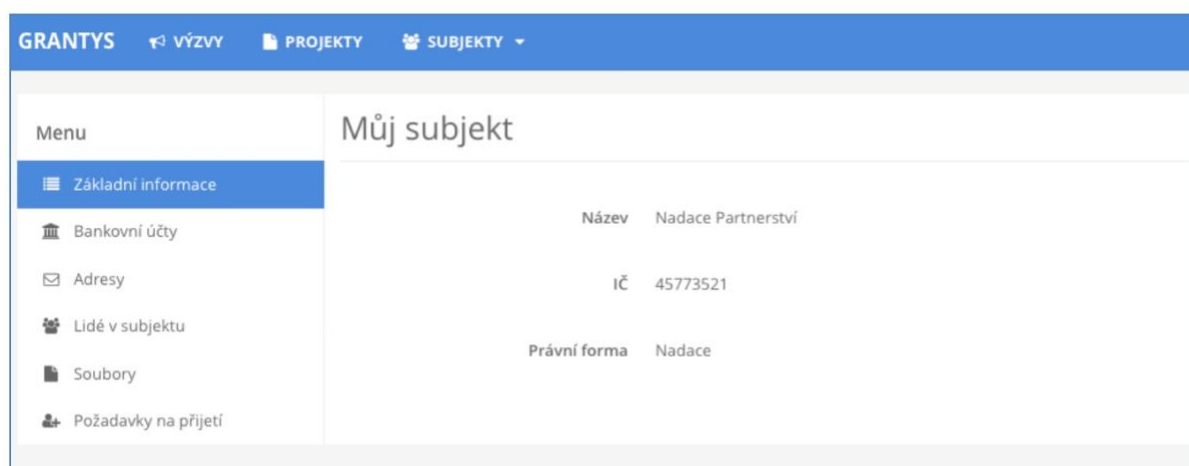 GRANTYS VÝZVY PROJEKTY SUBJEKTY
Menu
Základní informace
Bankovní účty
Adresy
Lidé v subjektu
Soubory
Požadavky na přijetí
Můj subjekt
Název Nadace Partnerství
IČ 45773521
Právní forma Nadace